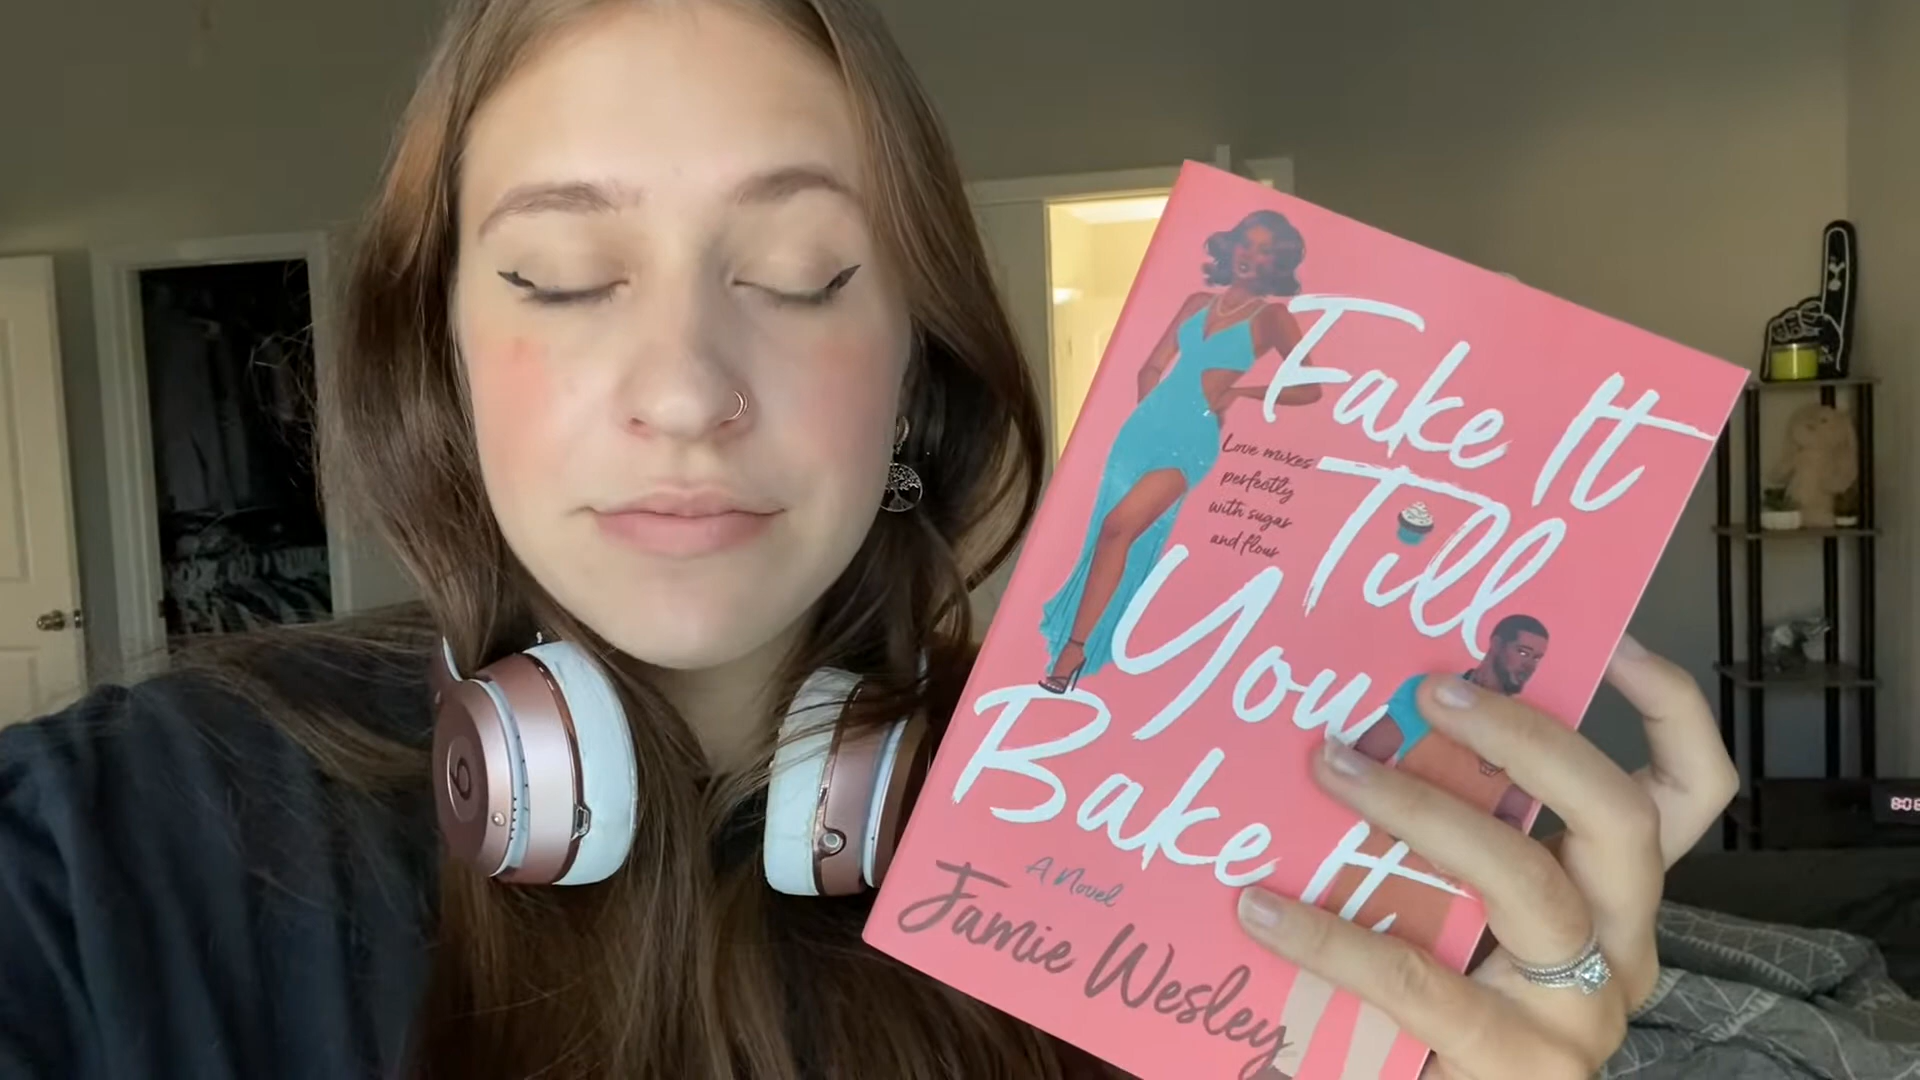 Fake It
Love mixes
perfectly
with sugar
and flour
Till
You
Bake It
A Novel
Jamie Wesley